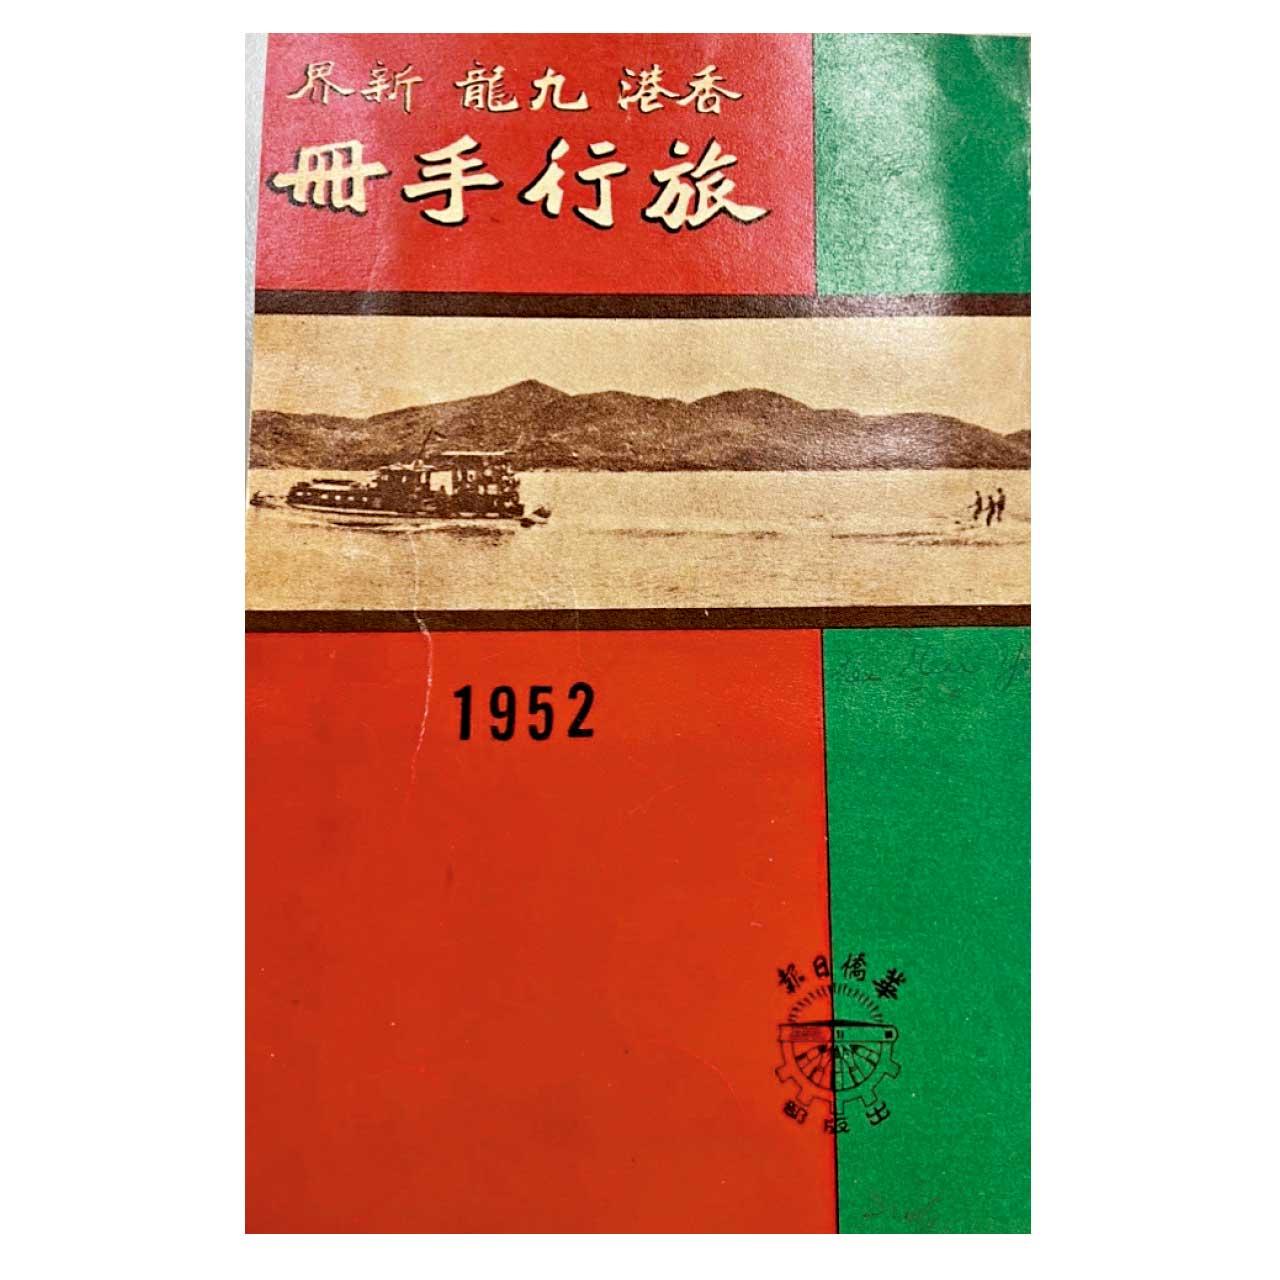 香港 九龍 新界
旅行手冊
1952
華僑日報
出版部